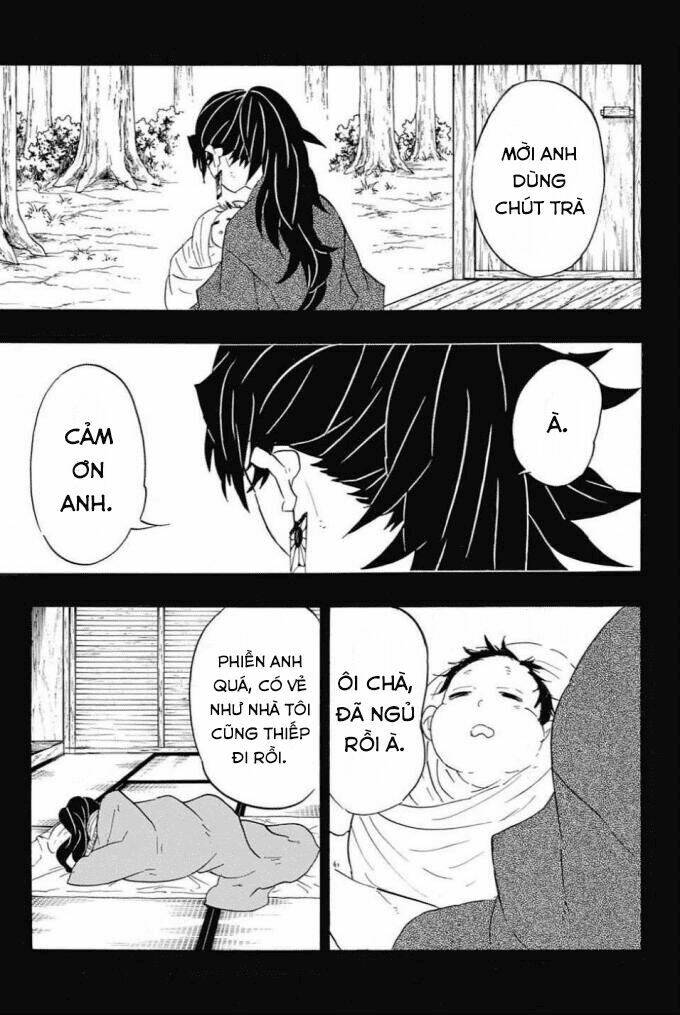 MỜI ANH
DÙNG
CHÚT TRÀ
À.
CẢM
ƠN
ANH.
ÔI CHÀ,
ĐÃ NGỦ
RỒI À.
PHIỀN ANH
QUÁ, CÓ VẺ
NHƯ NHÀ TÔI
CŨNG THIẾP
ĐI RỒI.